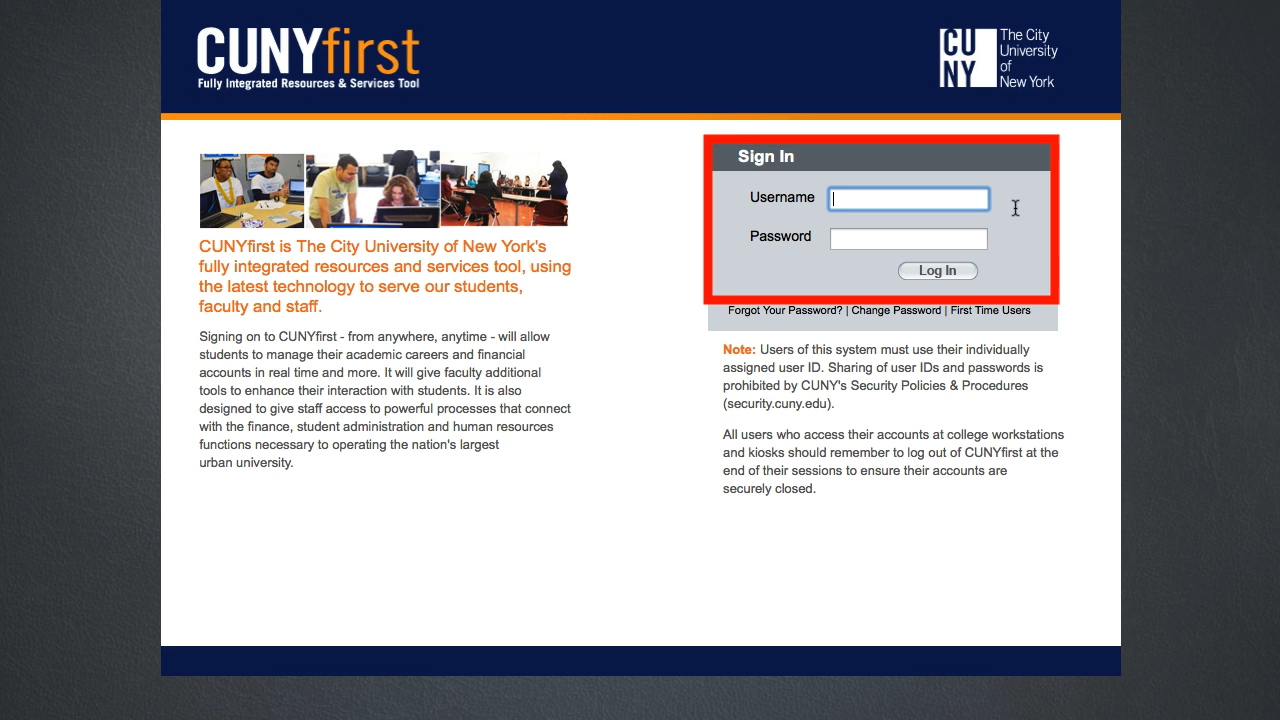 CUNYfirst
Fully Integrated Resources & Services Tool
CU
NY
The City
University
of
New York
CUNYfirst is The City University of New York's
fully integrated resources and services tool, using
the latest technology to serve our students,
faculty and staff.
Signing on to CUNYfirst - from anywhere, anytime - will allow
students to manage their academic careers and financial
accounts in real time and more. It will give faculty additional
tools to enhance their interaction with students. It is also
designed to give staff access to powerful processes that connect
with the finance, student administration and human resources
functions necessary to operating the nation's largest
urban university.
Sign In
Username
Password
Log In
Forgot Your Password? | Change Password | First Time Users
Note: Users of this system must use their individually
assigned user ID. Sharing of user IDs and passwords is
prohibited by CUNY's Security Policies & Procedures
(security.cuny.edu).
All users who access their accounts at college workstations
and kiosks should remember to log out of CUNYfirst at the
end of their sessions to ensure their accounts are
securely closed.